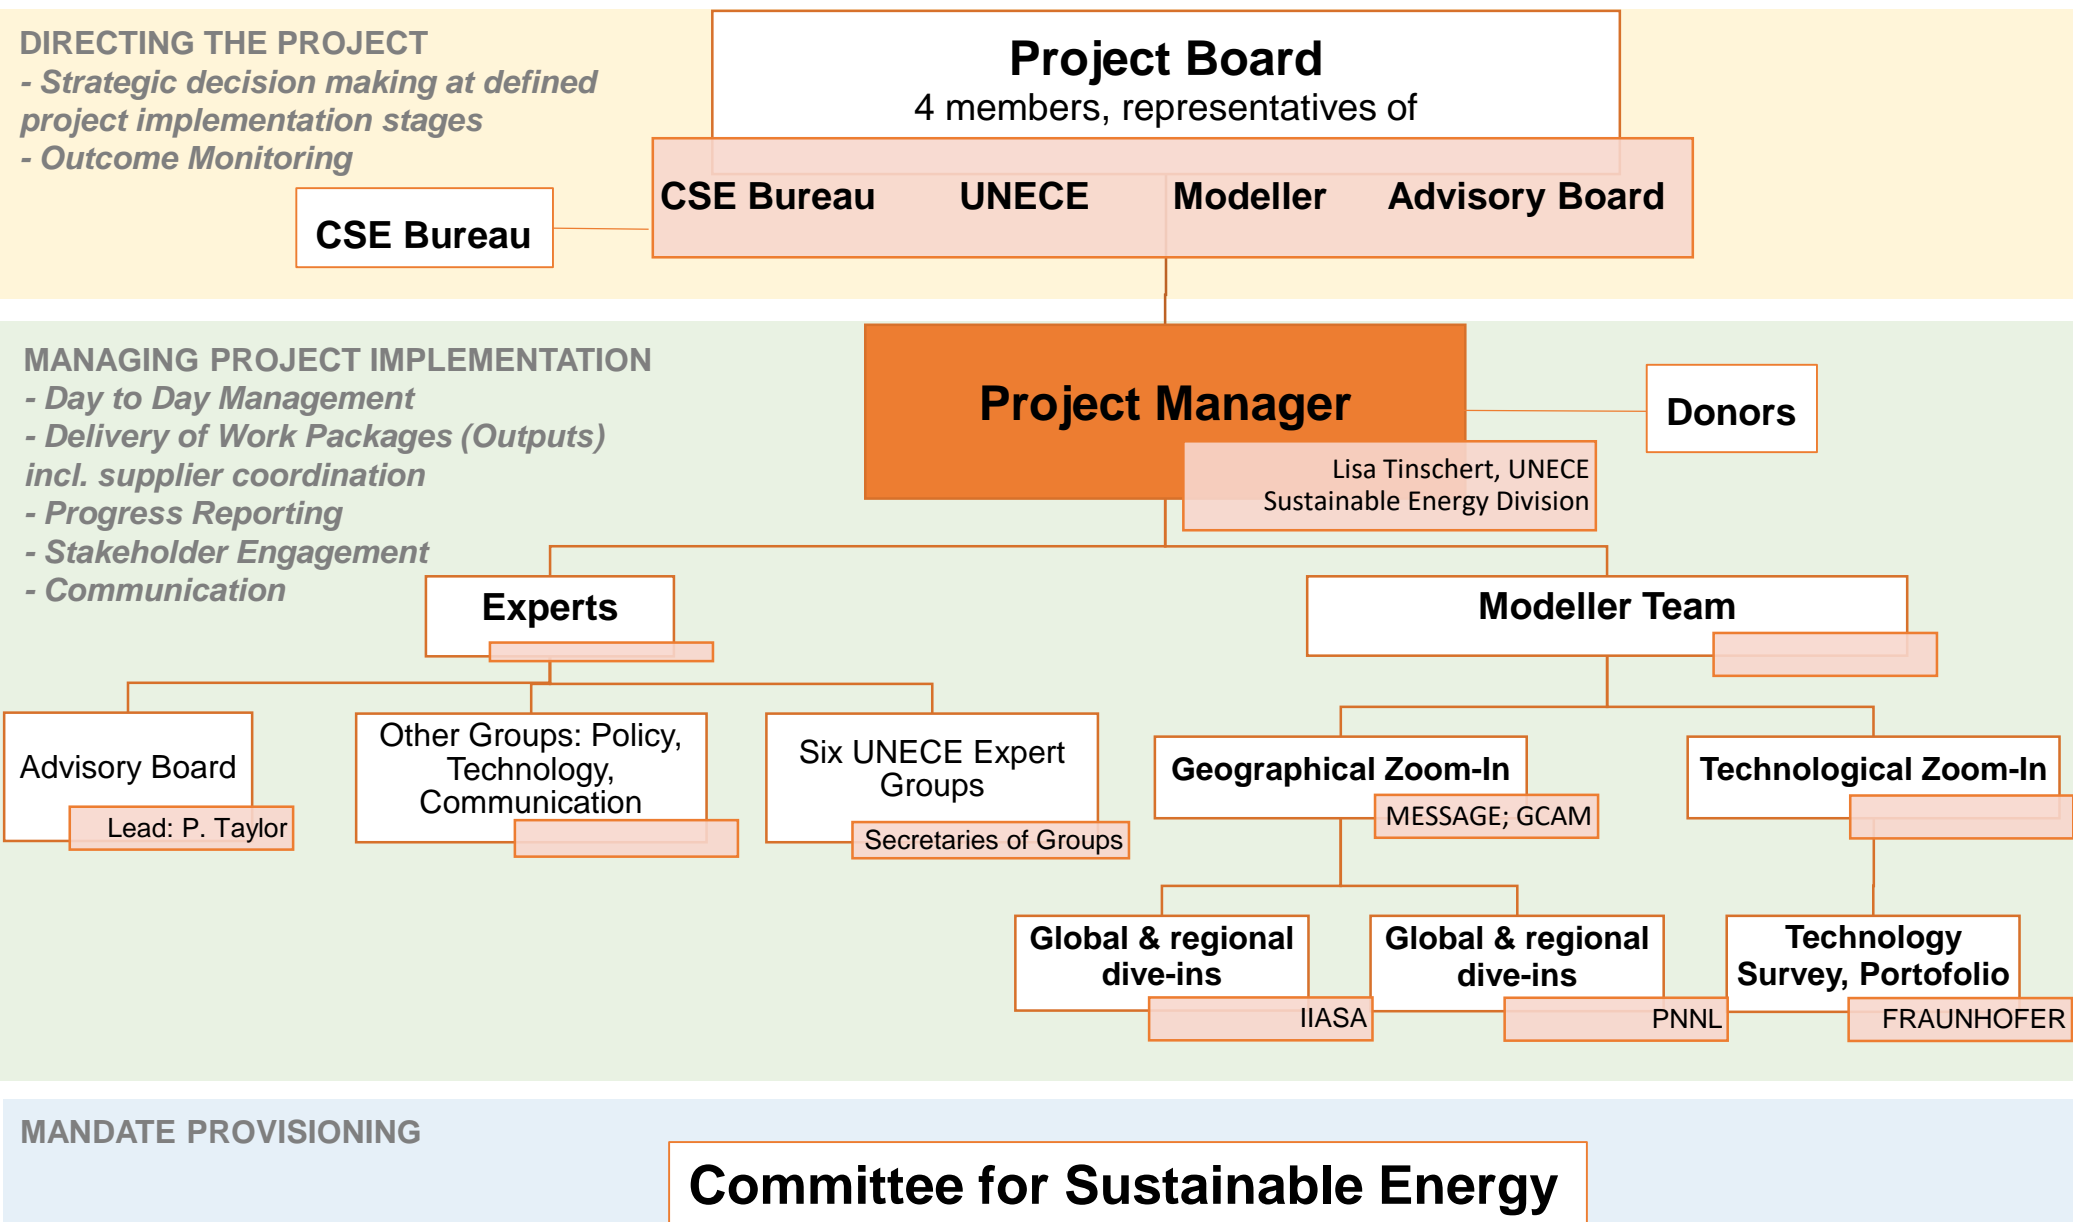 DIRECTING THE PROJECT
- Strategic decision making at defined
project implementation stages
- Outcome Monitoring
Project Board
4 members, representatives of
CSE Bureau UNECE Modeller Advisory Board
CSE Bureau
MANAGING PROJECT IMPLEMENTATION
- Day to Day Management
- Delivery of Work Packages (Outputs)
incl. supplier coordination
- Progress Reporting
- Stakeholder Engagement
- Communication
Project Manager
Lisa Tinschert, UNECE
Sustainable Energy Division
Donors
Experts
Modeller Team
Advisory Board
Lead: P. Taylor
Other Groups: Policy,
Technology,
Communication
Six UNECE Expert
Groups
Secretaries of Groups
Geographical Zoom-In
MESSAGE; GCAM
Technological Zoom-In
Global & regional
dive-ins
IIASA
Global & regional
dive-ins
PNNL
Technology
Survey, Portofolio
FRAUNHOFER
MANDATE PROVISIONING
Committee for Sustainable Energy